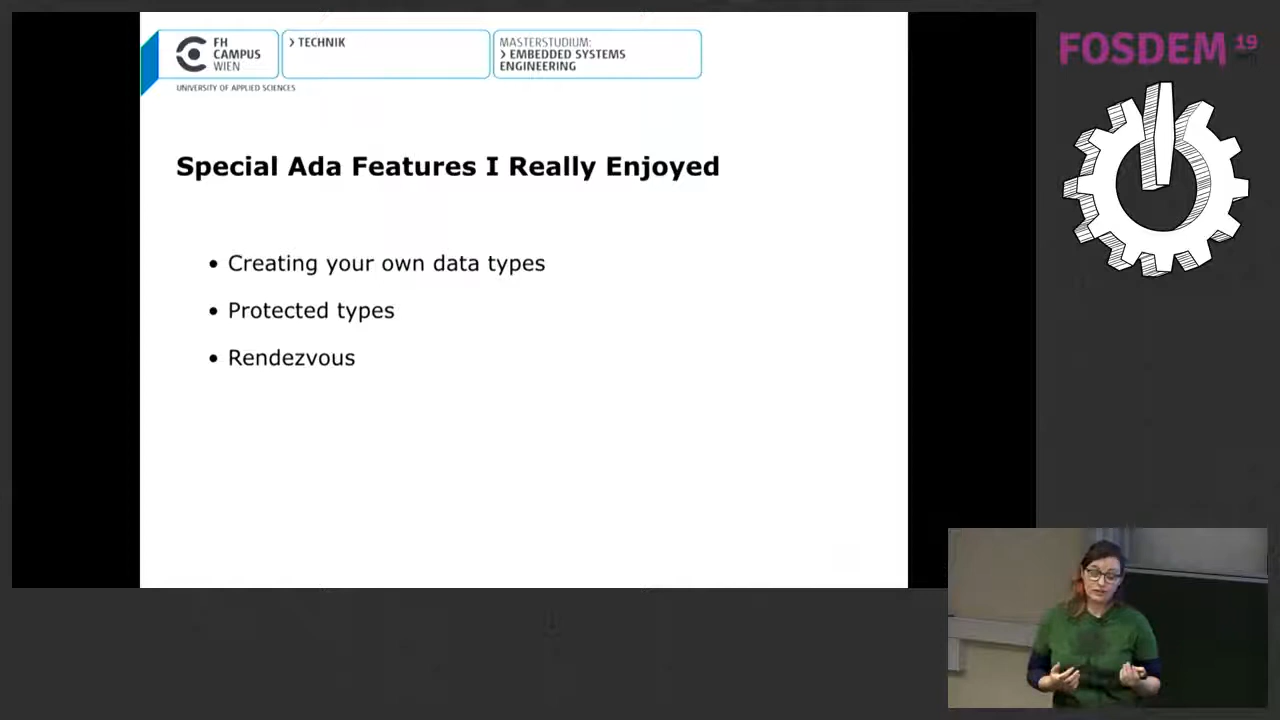 FH
CAMPUS
WIEN
› TECHNIK
MASTERSTUDIUM:
› EMBEDDED SYSTEMS
ENGINEERING
UNIVERSITY OF APPLIED SCIENCES
FOSDEM 19
Special Ada Features I Really Enjoyed
• Creating your own data types
• Protected types
• Rendezvous